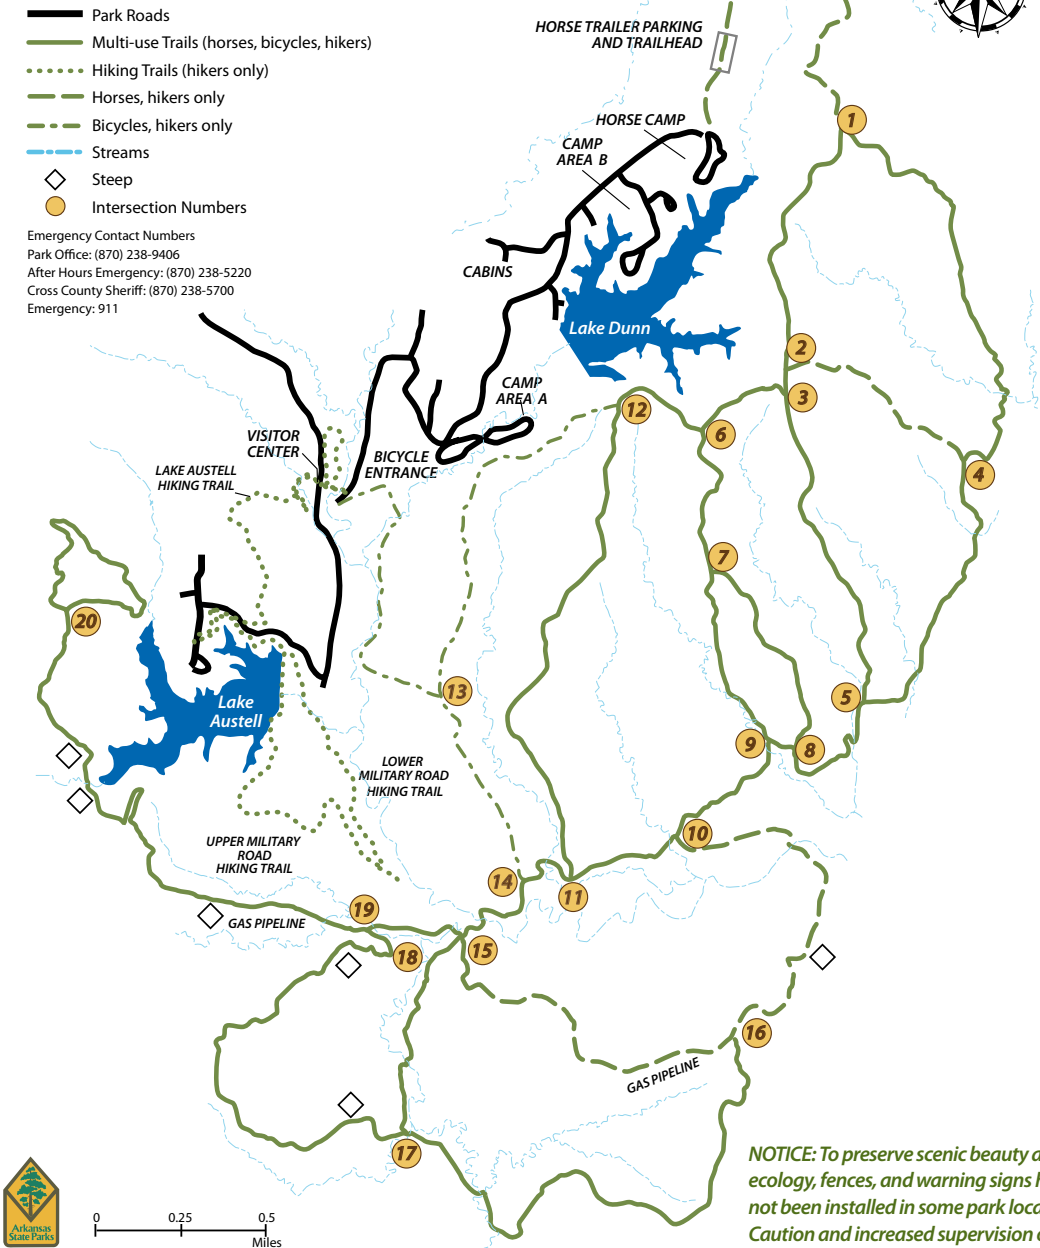 Park Roads
Multi-use Trails (horses, bicycles, hikers)
Hiking Trails (hikers only)
Horses, hikers only
Bicycles, hikers only
Streams
Steep
Intersection Numbers
Emergency Contact Numbers
Park Office: (870) 238-9406
After Hours Emergency: (870) 238-5220
Cross County Sheriff: (870) 238-5700
Emergency: 911
HORSE TRAILER PARKING
AND TRAILHEAD
1
HORSE CAMP
CAMP
AREA B
CABINS
Lake Dunn
2
3
CAMP
AREA A
12
6
VISITOR
CENTER
BICYCLE
ENTRANCE
LAKE AUSTELL
HIKING TRAIL
4
7
20
13
5
Lake
Austell
9
8
LOWER
MILITARY ROAD
HIKING TRAIL
10
UPPER MILITARY
ROAD
HIKING TRAIL
14
11
19
GAS PIPELINE
18
15
16
GAS PIPELINE
17
NOTICE: To preserve scenic beauty
ecology, fences, and warning signs
not been installed in some park
Caution and increased supervision
Arkansas
State Parks
0 0.25 0.5
Miles